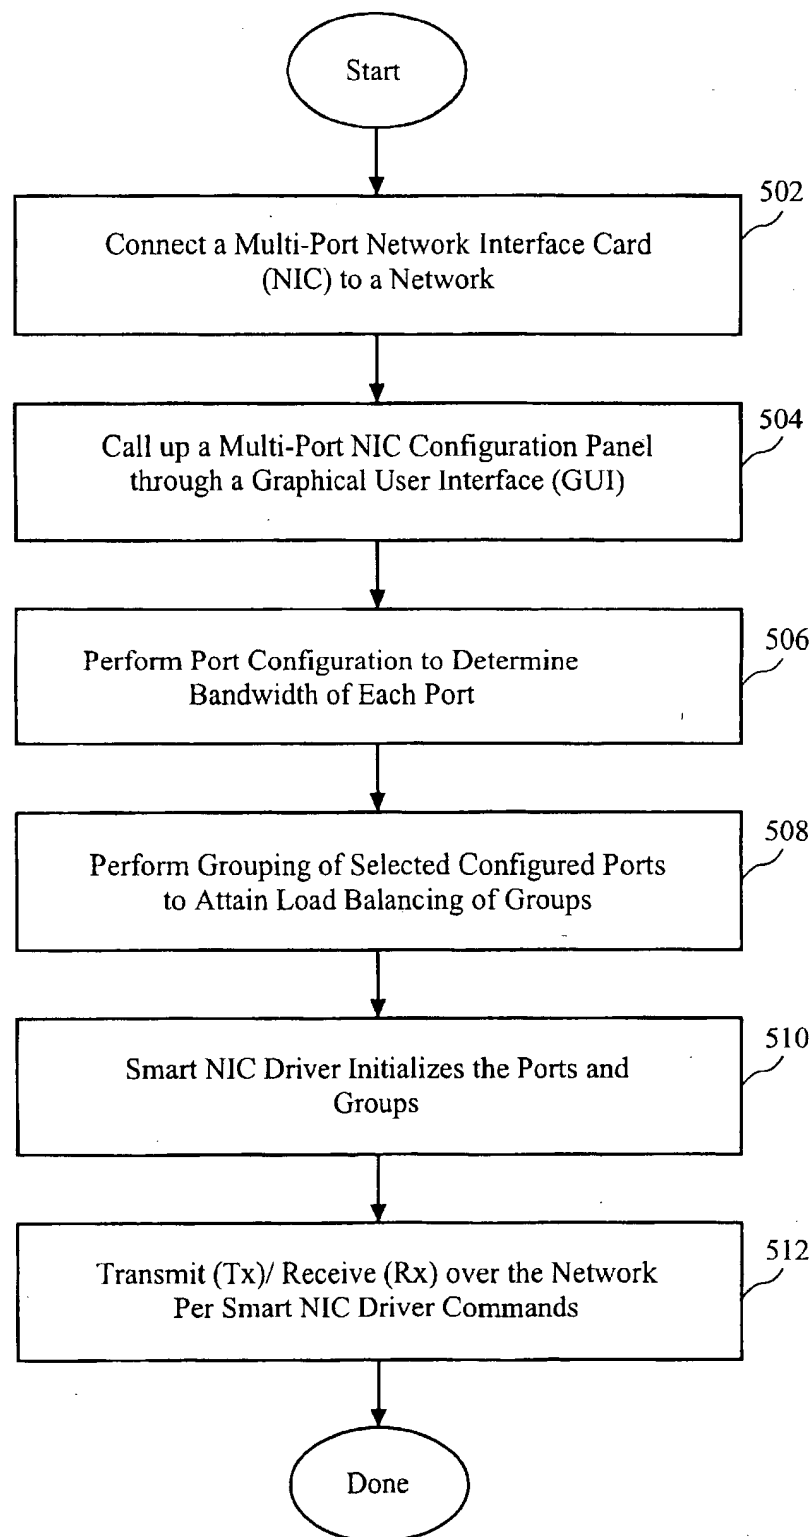 Start
502
Connect a Multi-Port Network Interface Card
(NIC) to a Network
504
Call up a Multi-Port NIC Configuration Panel
through a Graphical User Interface (GUI)
506
Perform Port Configuration to Determine
Bandwidth of Each Port
508
Perform Grouping of Selected Configured Ports
to Attain Load Balancing of Groups
510
Smart NIC Driver Initializes the Ports and
Groups
512
Transmit (Tx)/ Receive (Rx) over the Network
Per Smart NIC Driver Commands
Done